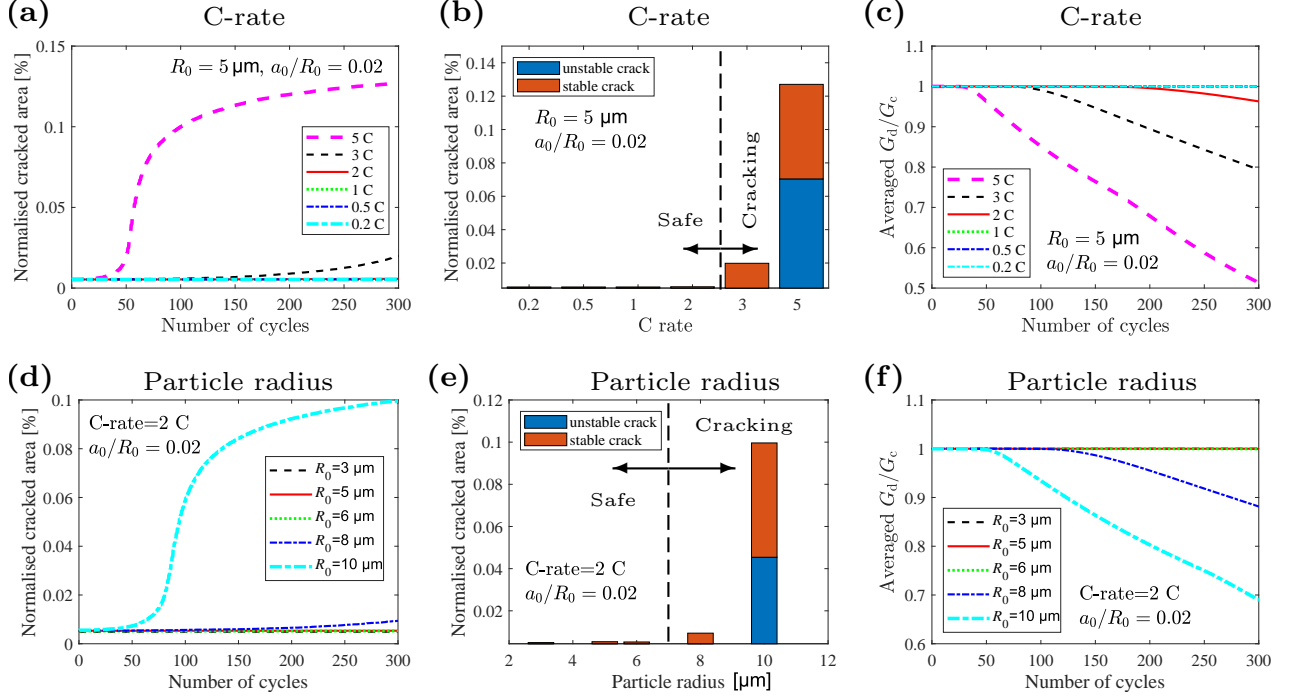 (a)
C-rate
Normalised cracked area [%]
0.15
0.1
0.05
0
R₀ = 5 µm, a₀/R₀ = 0.02
5 C
3 C
2 C
1 C
0.5 C
0.2 C
0 50 100 150 200 250 300
Number of cycles
(b)
C-rate
Normalised cracked area [%]
0.14
0.12
0.1
0.08
0.06
0.04
0.02
unstable crack
stable crack
R₀ = 5 µm
a₀/R₀ = 0.02
Safe
Cracking
0.2 0.5 1 2 3 5
C rate
(c)
C-rate
Averaged G_d/G_c
1.1
1
0.9
0.8
0.7
0.6
0.5
5 C
3 C
2 C
1 C
0.5 C
0.2 C
R₀ = 5 µm
a₀/R₀ = 0.02
0 50 100 150 200 250 300
Number of cycles
(d)
Particle radius
Normalised cracked area [%]
0.1
0.08
0.06
0.04
0.02
0
C-rate=2 C
a₀/R₀ = 0.02
R₀=3 µm
R₀=5 µm
R₀=6 µm
R₀=8 µm
R₀=10 µm
0 50 100 150 200 250 300
Number of cycles
(e)
Particle radius
Normalised cracked area [%]
0.12
0.1
0.08
0.06
0.04
0.02
unstable crack
stable crack
Cracking
Safe
C-rate=2 C
a₀/R₀ = 0.02
2 4 6 8 10 12
Particle radius [µm]
(f)
Particle radius
Averaged G_d/G_c
1.1
1
0.9
0.8
0.7
0.6
R₀=3 µm
R₀=5 µm
R₀=6 µm
R₀=8 µm
R₀=10 µm
C-rate=2 C
a₀/R₀ = 0.02
0 50 100 150 200 250 300
Number of cycles